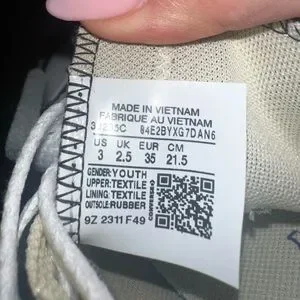 MADE IN VIETNAM
FABRIQUE AU VIETNAM
84E2BYXG7DAN6
US UK EUR CM
3 2.5 35 21.5
GENDER:YOUTH
UPPER:TEXTILE
LINING:TEXTILE
OUTSOLE:RUBBER
CONVERSE©
9Z 2311 F49